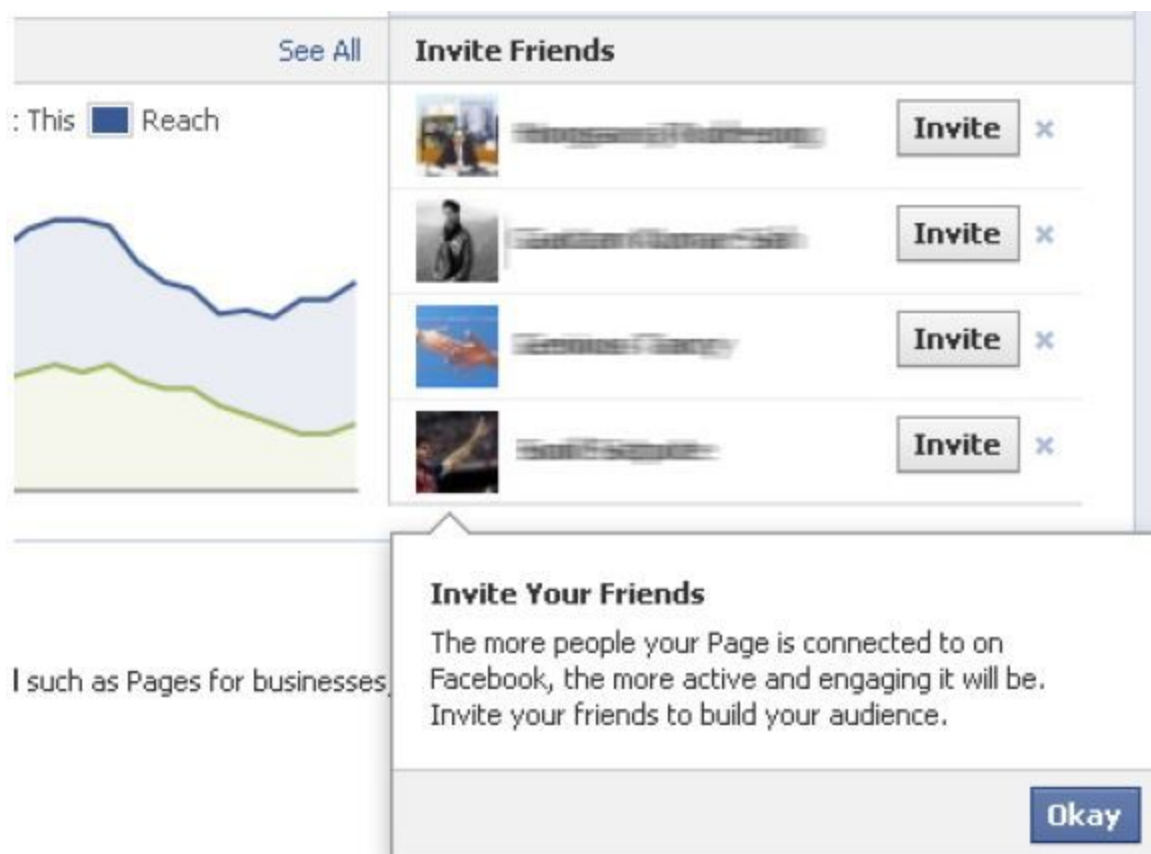 See All
Invite Friends
: This Reach
Invite ×
Invite ×
Invite ×
Invite ×
Invite Your Friends
The more people your Page is connected to on
Facebook, the more active and engaging it will be.
Invite your friends to build your audience.
such as Pages for businesses
Okay